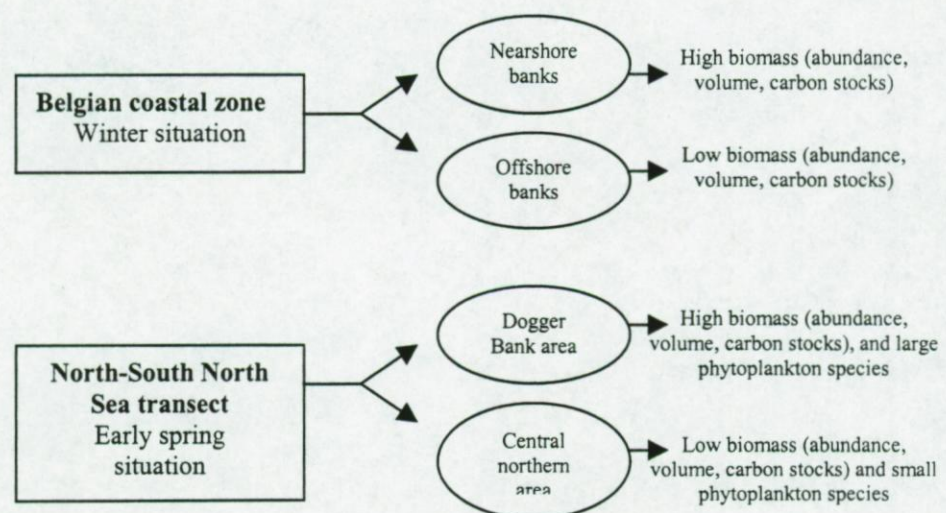 Belgian coastal zone
Winter situation
Nearshore
banks
High biomass (abundance,
volume, carbon stocks)
Offshore
banks
Low biomass (abundance,
volume, carbon stocks)
North-South North
Sea transect
Early spring
situation
Dogger
Bank area
High biomass (abundance,
volume, carbon stocks), and large
phytoplankton species
Central
northern
area
Low biomass (abundance,
volume, carbon stocks) and small
phytoplankton species